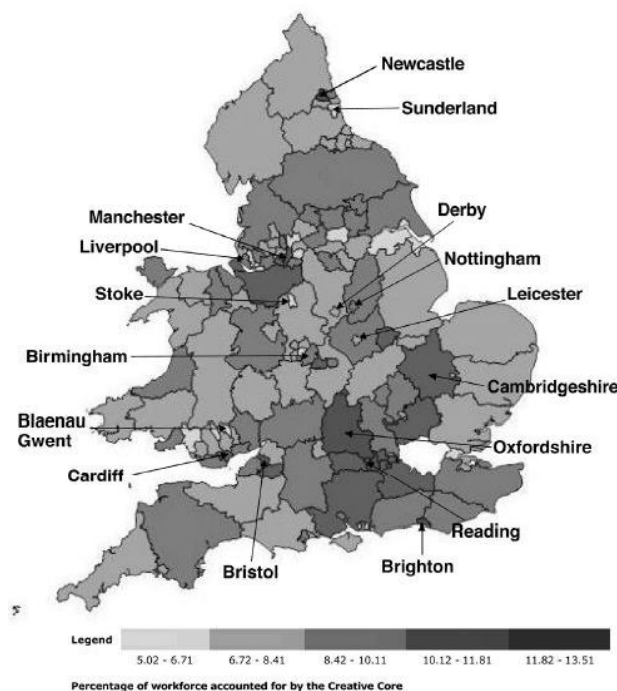 Newcastle
Sunderland
Manchester
Derby
Liverpool
Nottingham
Stoke
Leicester
Birmingham
Cambridgeshire
Blaenau
Gwent
Oxfordshire
Cardiff
Reading
Bristol
Brighton
Legend
5.02 - 6.71
6.72 - 8.41
8.42 - 10.11
10.12 - 11.81
11.82 - 13.51
Percentage of workforce accounted for by the Creative Core